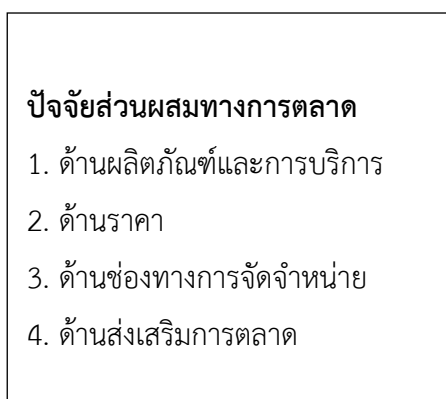 ปัจจัยส่วนผสมทางการตลาด
1. ด้านผลิตภัณฑ์และการบริการ
2. ด้านราคา
3. ด้านช่องทางการจัดจำหน่าย
4. ด้านส่งเสริมการตลาด